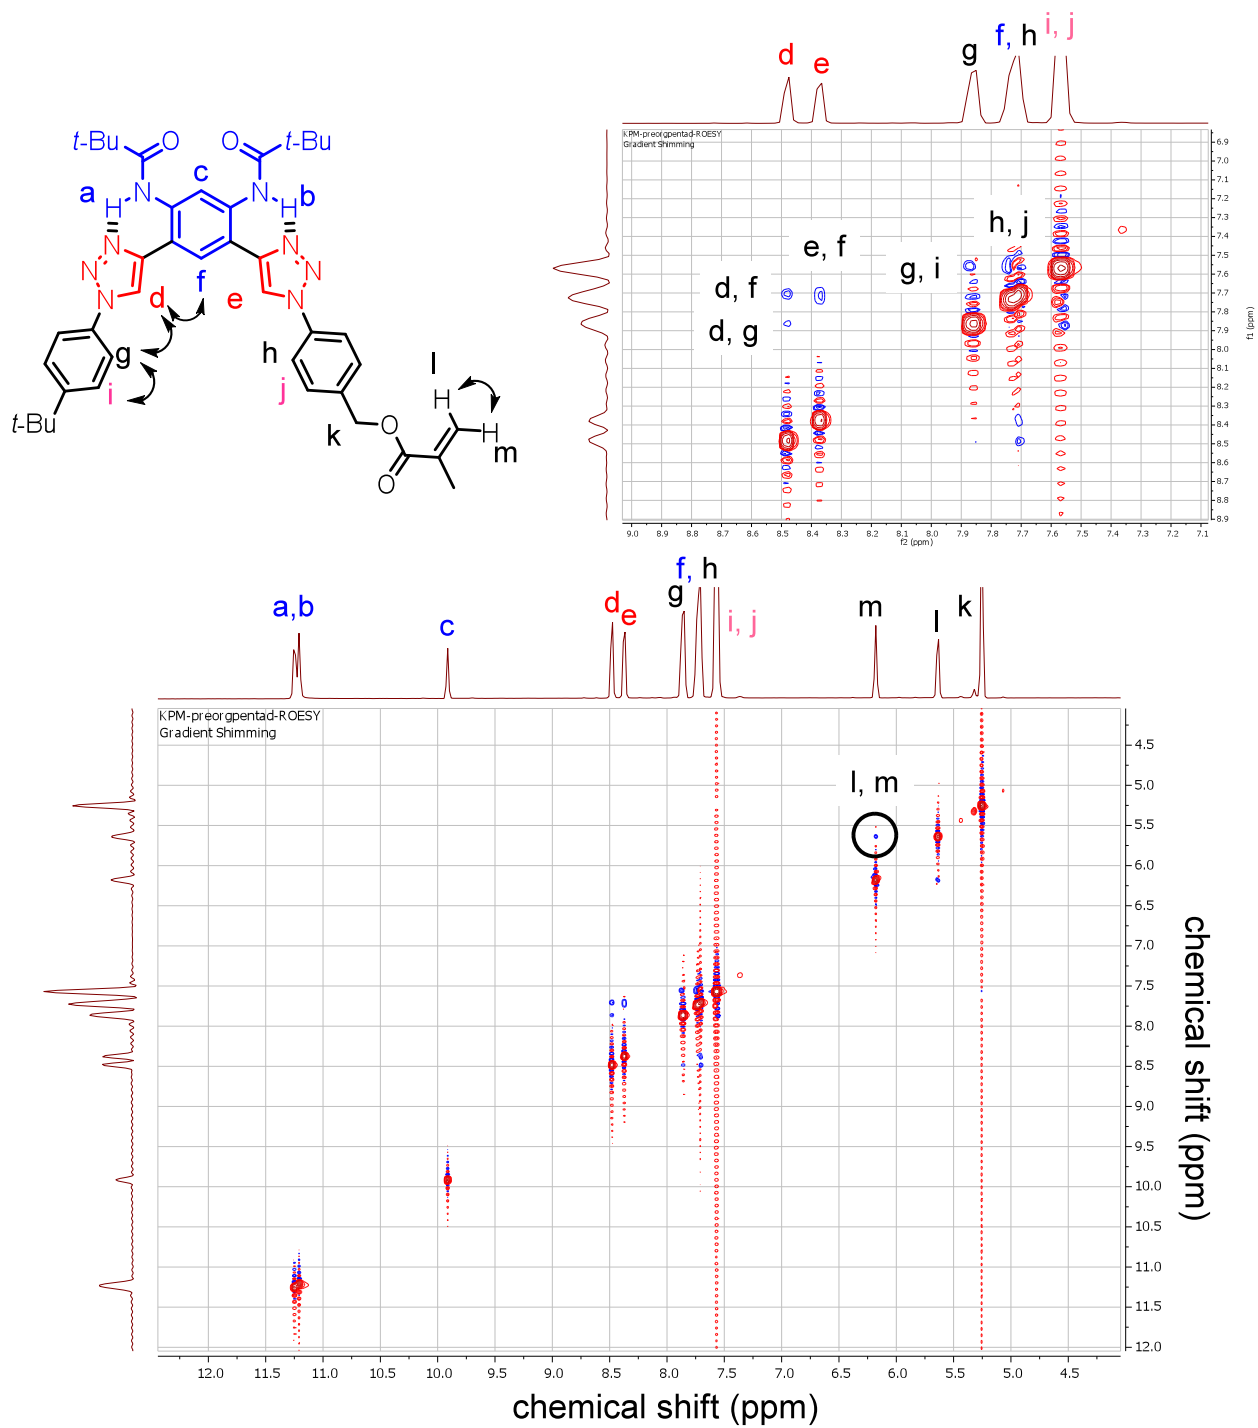 i, j
f, h
g
d
e
KPM-preorgpentad-ROESY
Gradient Shimming
6.9
7.0
7.1
7.2
7.3
7.4
7.5
7.6
7.7
7.8
7.9
8.0
8.1
8.2
8.3
8.4
8.5
8.6
8.7
8.8
8.9
f1 (ppm)
h, j
e, f
g, i
d, f
d, g
9.0 8.9 8.8 8.7 8.6 8.5 8.4 8.3 8.2 8.1 8.0 7.9 7.8 7.7 7.6 7.5 7.4 7.3 7.2 7.1
f2 (ppm)
t-Bu O O t-Bu
c
a N N b
H H
N N
N N
N N
d f e
g h
i j
l
t-Bu
H
k O H
m
O
f, h
g
a,b d e i, j m l k
c
KPM-preorgpentad-ROESY
Gradient Shimming
l, m
4.5
5.0
5.5
6.0
6.5
7.0
7.5
8.0
8.5
9.0
9.5
10.0
10.5
11.0
11.5
12.0
chemical shift (ppm)
12.0 11.5 11.0 10.5 10.0 9.5 9.0 8.5 8.0 7.5 7.0 6.5 6.0 5.5 5.0 4.5
chemical shift (ppm)